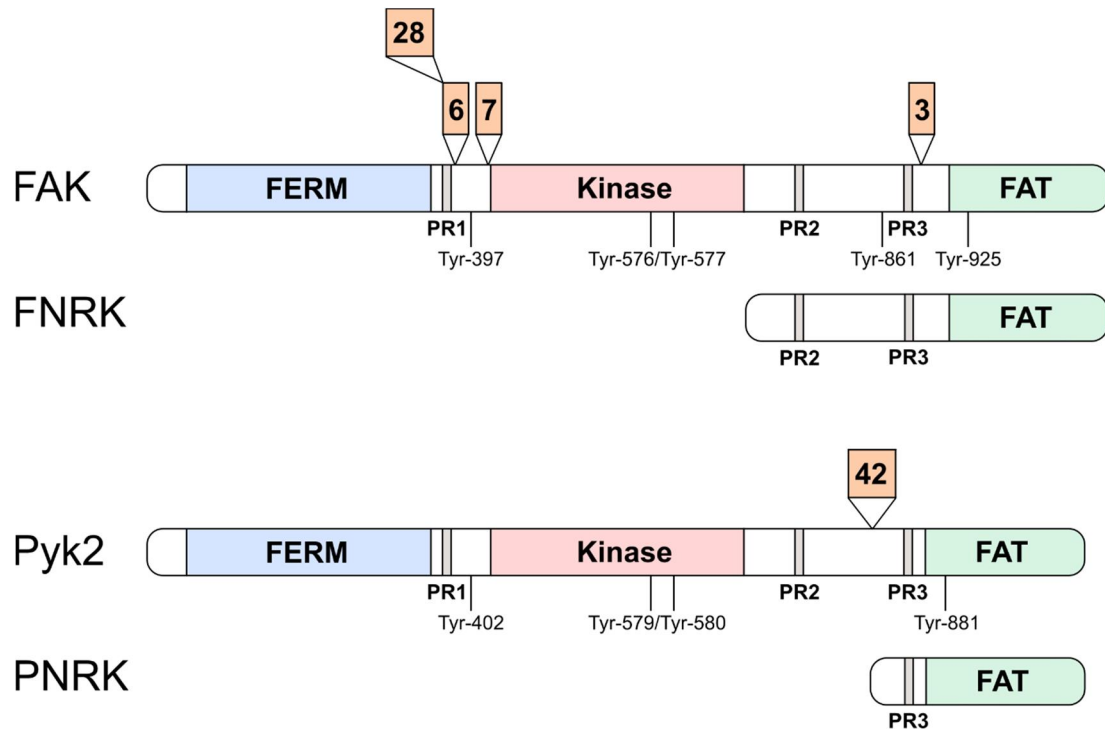 28
6 7 3
FAK FERM Kinase FAT
PR1 PR2 PR3
Tyr-397 Tyr-576/Tyr-577 Tyr-861 Tyr-925
FNRK FAT
PR2 PR3
42
Pyk2 FERM Kinase FAT
PR1 PR2 PR3
Tyr-402 Tyr-579/Tyr-580 Tyr-881
PNRK FAT
PR3